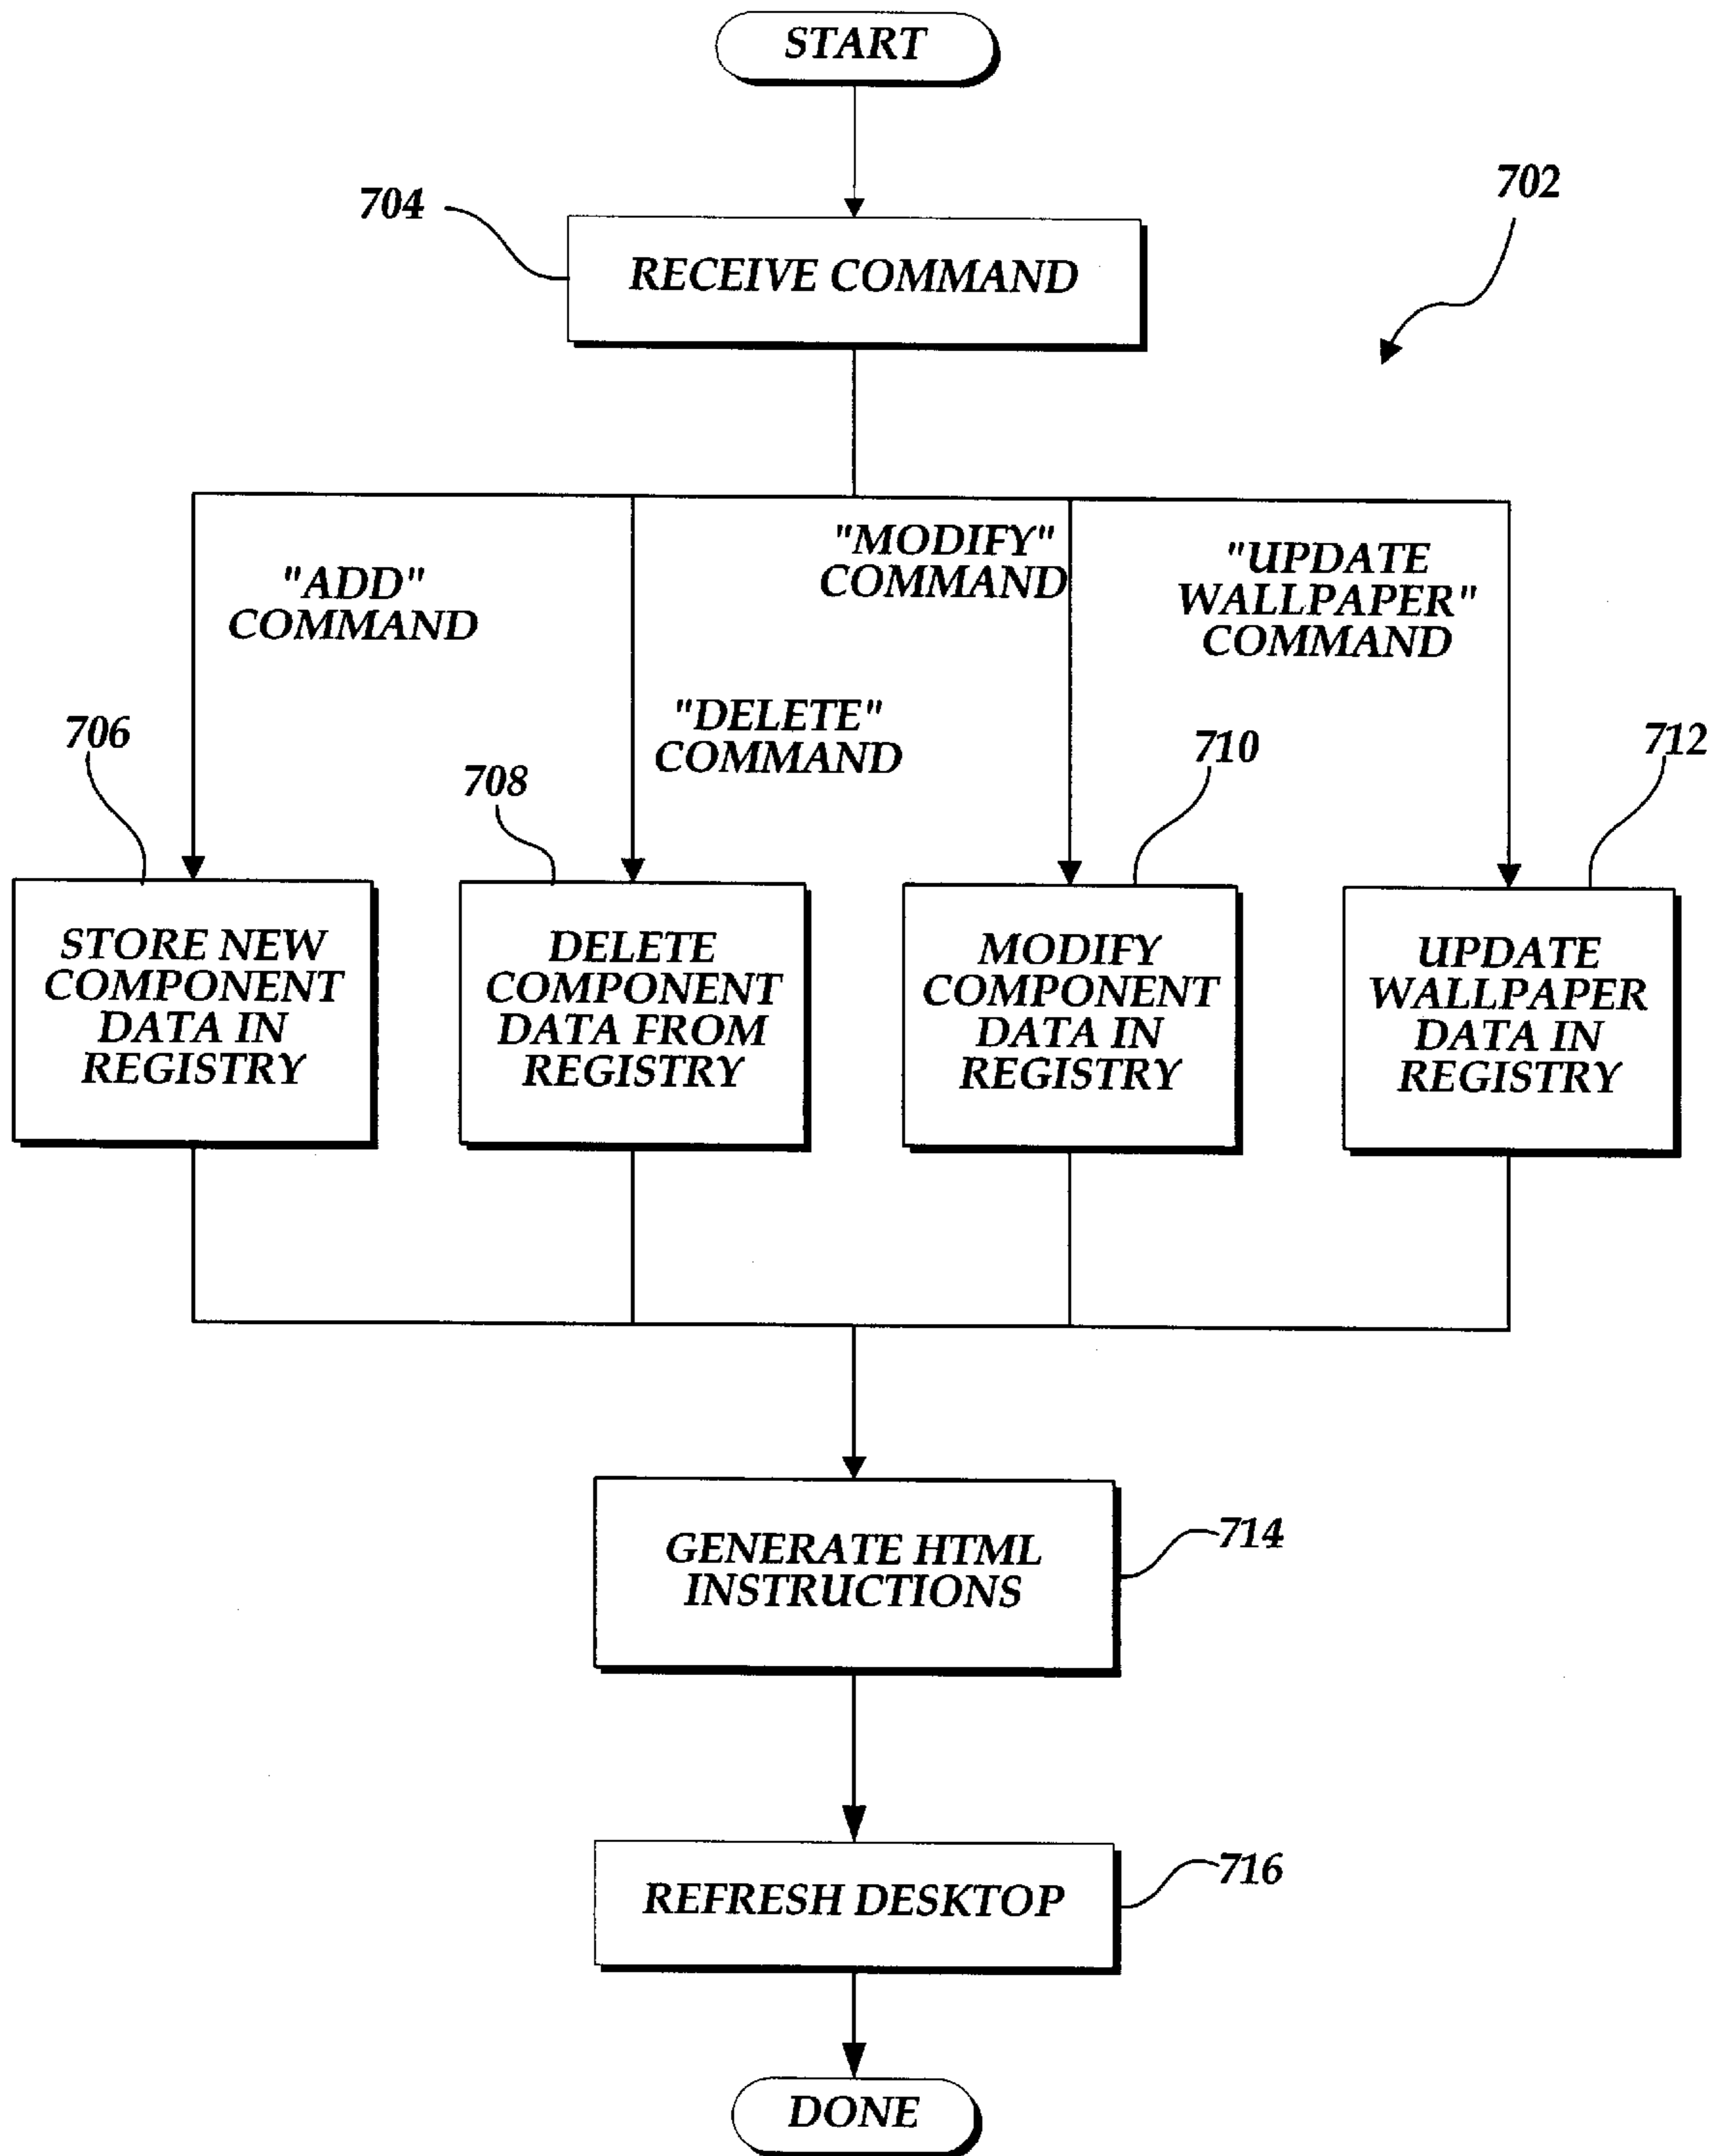 START
702
704
RECEIVE COMMAND
"ADD"
COMMAND
"DELETE"
COMMAND
"MODIFY"
COMMAND
"UPDATE
WALLPAPER"
COMMAND
706
STORE NEW
COMPONENT
DATA IN
REGISTRY
708
DELETE
COMPONENT
DATA FROM
REGISTRY
710
MODIFY
COMPONENT
DATA IN
REGISTRY
712
UPDATE
WALLPAPER
DATA IN
REGISTRY
GENERATE HTML
INSTRUCTIONS
714
REFRESH DESKTOP
716
DONE